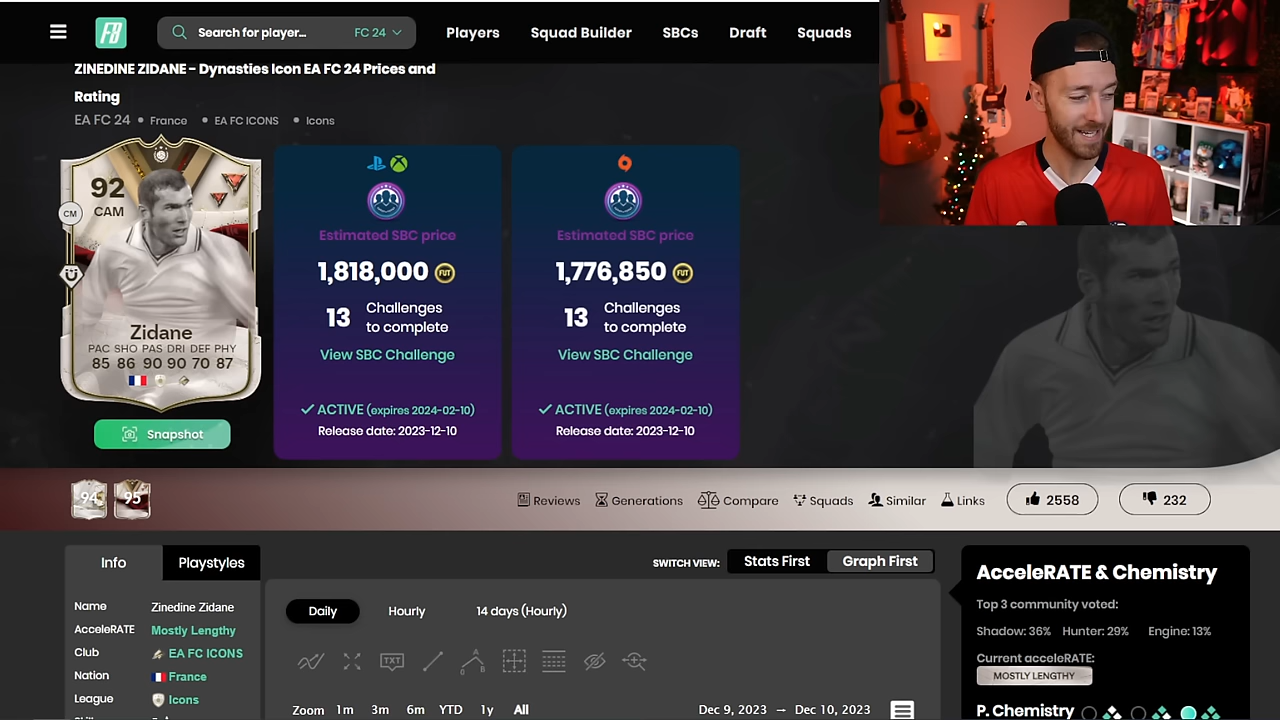 FB
Search for player...
FC 24
Players
Squad Builder
SBCs
Draft
Squads
ZINEDINE ZIDANE - Dynasties Icon EA FC 24 Prices and
Rating
EA FC 24 • France • EA FC ICONS • Icons
92
CAM
CM
Zidane
PAC SHO PAS DRI DEF PHY
85 86 90 90 70 87
Snapshot
Estimated SBC price
1,818,000 FUT
13 Challenges
to complete
View SBC Challenge
ACTIVE (expires 2024-02-10)
Release date: 2023-12-10
Estimated SBC price
1,776,850 FUT
13 Challenges
to complete
View SBC Challenge
ACTIVE (expires 2024-02-10)
Release date: 2023-12-10
94 95
Reviews
Generations
Compare
Squads
Similar
Links
2558
232
Info
Playstyles
Name Zinedine Zidane
AcceleRATE Mostly Lengthy
Club EA FC ICONS
Nation France
League Icons
SWITCH VIEW: Stats First Graph First
Daily
Hourly
14 days (Hourly)
TXT
Zoom 1m 3m 6m YTD 1y All
Dec 9, 2023 → Dec 10, 2023
AcceleRATE & Chemistry
Top 3 community voted:
Shadow: 36% Hunter: 29% Engine: 13%
Current acceleRATE:
MOSTLY LENGTHY
P. Chemistry